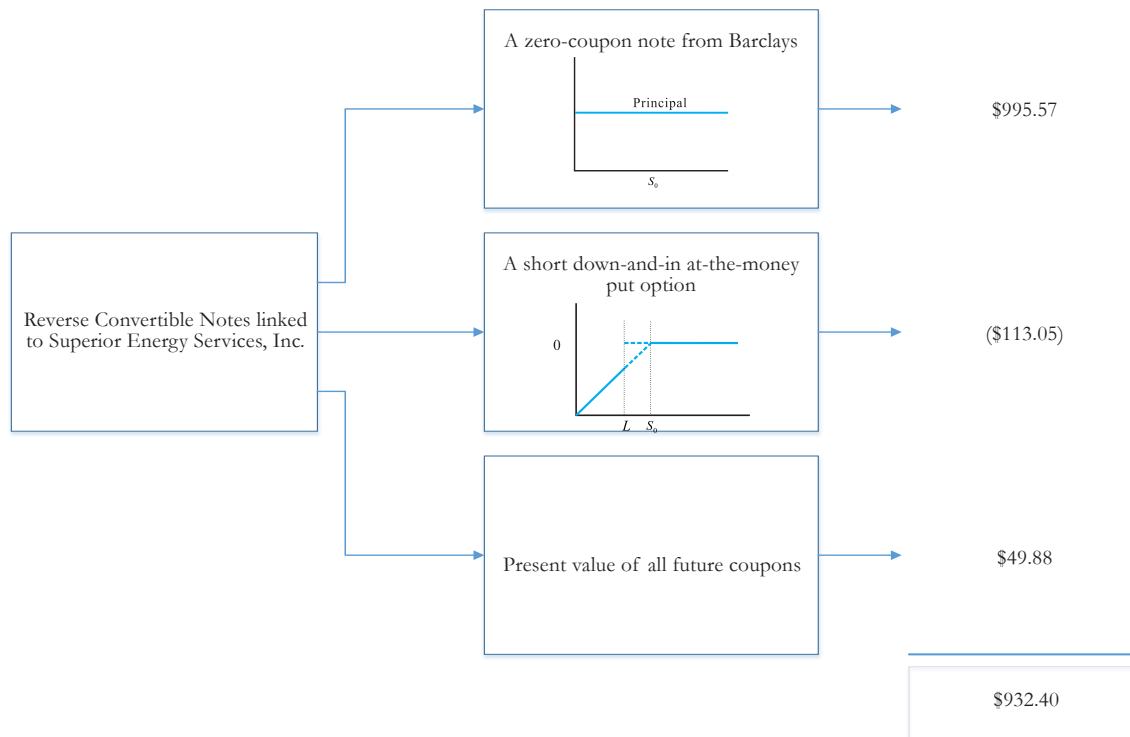 A zero-coupon note from Barclays
Principal
S₀
$995.57
Reverse Convertible Notes linked
to Superior Energy Services, Inc.
A short down-and-in at-the-money
put option
0
L S₀
($113.05)
Present value of all future coupons
$49.88
$932.40